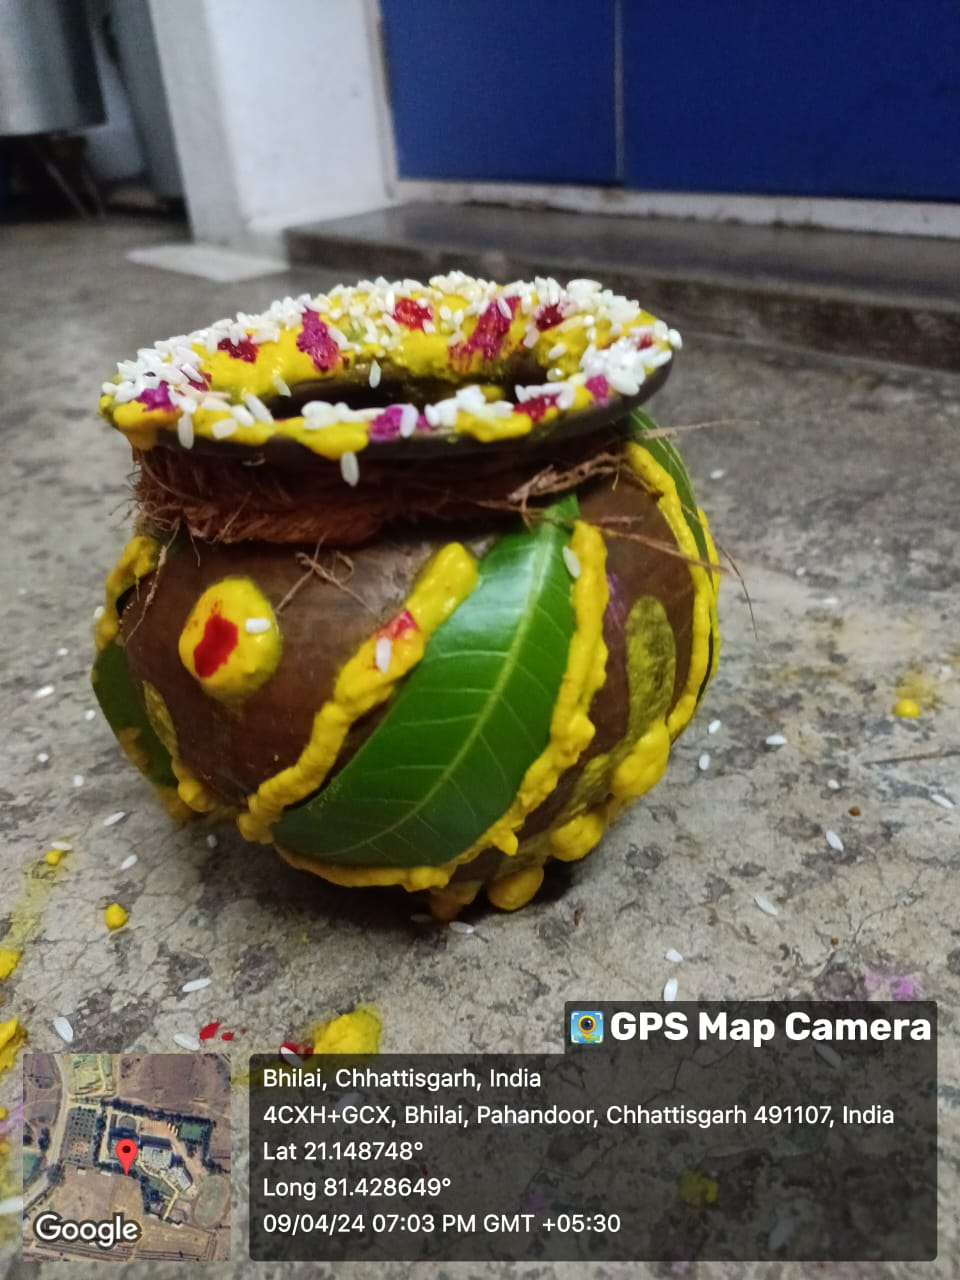 GPS Map Camera
Bhilai, Chhattisgarh, India
4CXH+GCX, Bhilai, Pahandoor, Chhattisgarh 491107, India
Lat 21.148748°
Long 81.428649°
09/04/24 07:03 PM GMT +05:30
Google